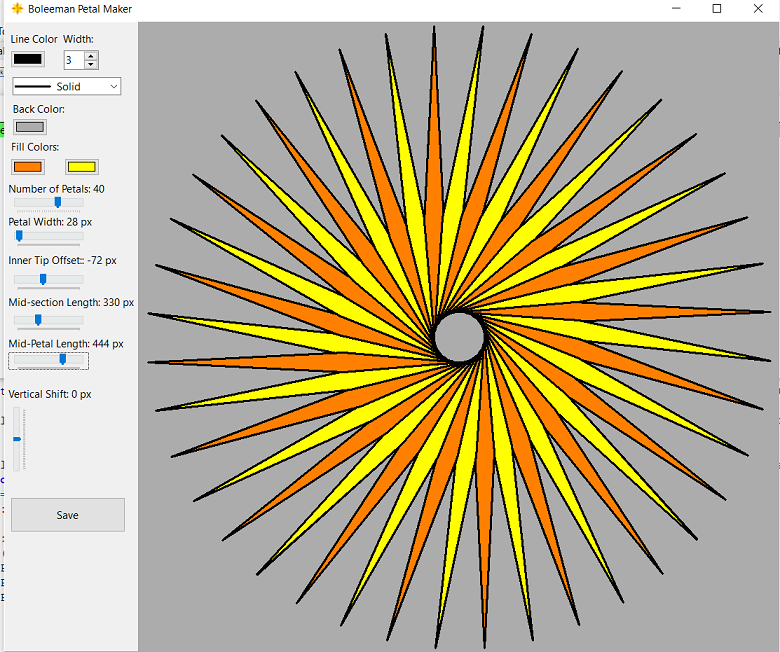 Boleeman Petal Maker
Line Color Width:
3
Solid
Back Color:
Fill Colors:
Number of Petals: 40
Petal Width: 28 px
Inner Tip Offset:: -72 px
Mid-section Length: 330 px
Mid-Petal Length: 444 px
Vertical Shift: 0 px
Save